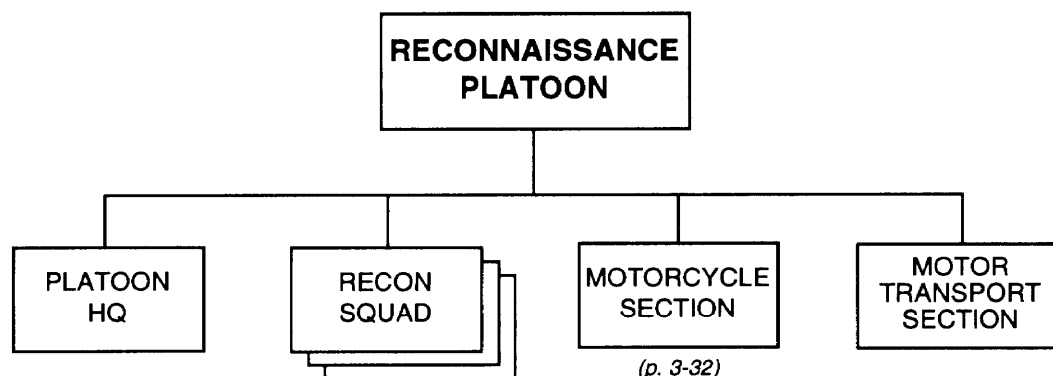 RECONNAISSANCE
PLATOON
PLATOON
HQ
RECON
SQUAD
MOTORCYCLE
SECTION
MOTOR
TRANSPORT
SECTION
(p. 3-32)